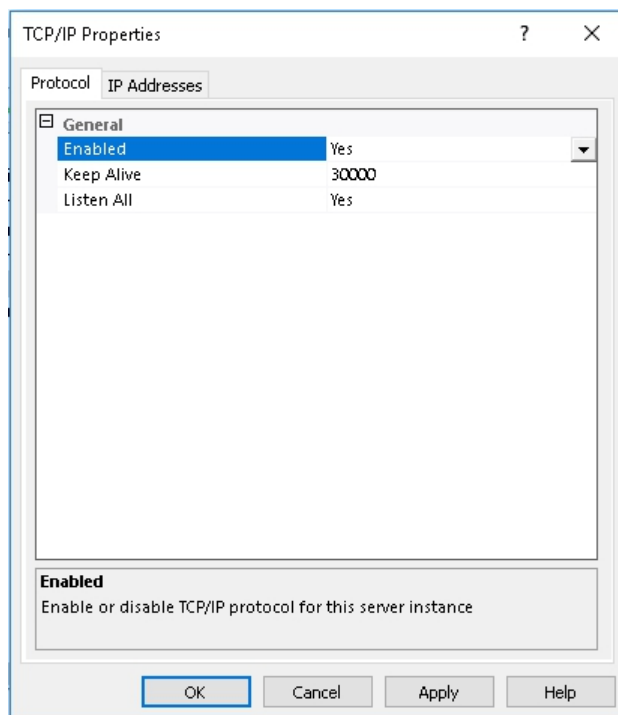 TCP/IP Properties
? X
Protocol IP Addresses
General
Enabled Yes
Keep Alive 30000
Listen All Yes
Enabled
Enable or disable TCP/IP protocol for this server instance
OK Cancel Apply Help